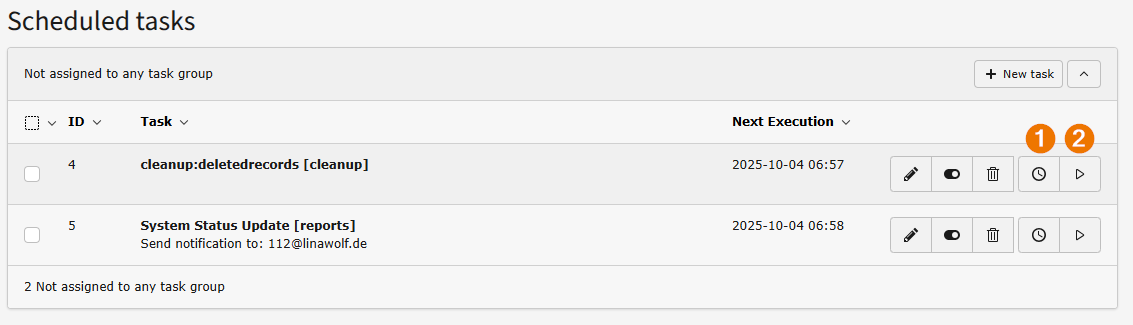 Scheduled tasks
Not assigned to any task group
New task
ID Task Next Execution
1 2
4 cleanup:deletedrecords [cleanup] 2025-10-04 06:57
5 System Status Update [reports] 2025-10-04 06:58
Send notification to: 112@linawolf.de
2 Not assigned to any task group